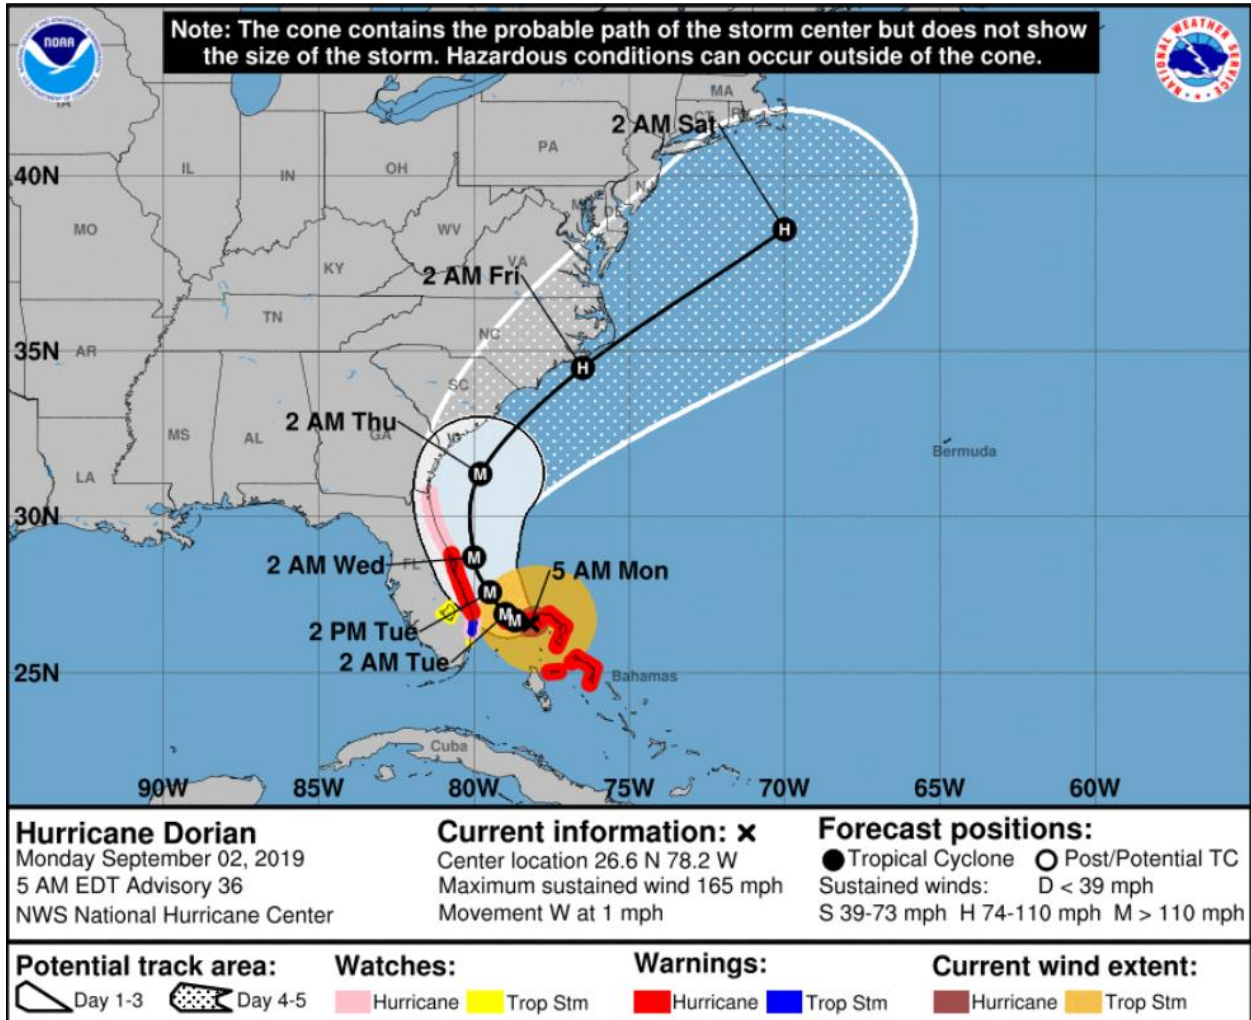 Note: The cone contains the probable path of the storm center but does not show
the size of the storm. Hazardous conditions can occur outside of the cone.
NOAA
NATIONAL WEATHER SERVICE
MA
CT
2 AM Sat
PA
IL
IN
OH
NJ
40N
DE
MO
WV
KY
VA
2 AM Fri
TN
NC
AR
35N
SC
2 AM Thu
MS
AL
GA
Bermuda
LA
30N
2 AM Wed
FL
5 AM Mon
2 PM Tue
2 AM Tue
25N
Bahamas
Cuba
90W 85W 80W 75W 70W 65W 60W
H
H
M
M
M
M
M
Hurricane Dorian
Monday September 02, 2019
5 AM EDT Advisory 36
NWS National Hurricane Center
Current information: ×
Center location 26.6 N 78.2 W
Maximum sustained wind 165 mph
Movement W at 1 mph
Forecast positions:
Tropical Cyclone Post/Potential TC
Sustained winds: D < 39 mph
S 39-73 mph H 74-110 mph M > 110 mph
Potential track area:
Day 1-3 Day 4-5
Watches:
Hurricane Trop Stm
Warnings:
Hurricane Trop Stm
Current wind extent:
Hurricane Trop Stm